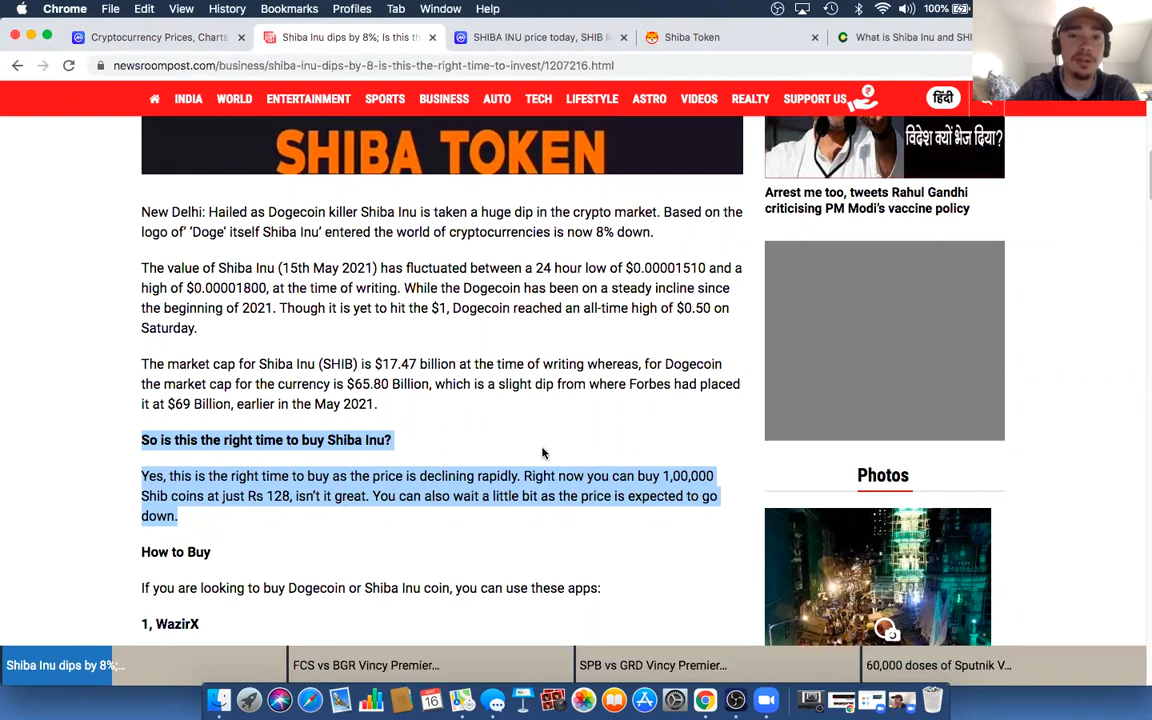 Chrome File Edit View History Bookmarks Profiles Tab Window Help 100%
Cryptocurrency Prices, Charts
Shiba Inu dips by 8%; Is this th
SHIBA INU price today, SHIB li
Shiba Token
What is Shiba Inu and SHI
newsroompost.com/business/shiba-inu-dips-by-8-is-this-the-right-time-to-invest/1207216.html
INDIA WORLD ENTERTAINMENT SPORTS BUSINESS AUTO TECH LIFESTYLE ASTRO VIDEOS REALTY SUPPORT US ₹ हिंदी
SHIBA TOKEN
विदेश क्यों भेज दिया?
Arrest me too, tweets Rahul Gandhi
criticising PM Modi's vaccine policy
New Delhi: Hailed as Dogecoin killer Shiba Inu is taken a huge dip in the crypto market. Based on the
logo of' 'Doge' itself Shiba Inu' entered the world of cryptocurrencies is now 8% down.
The value of Shiba Inu (15th May 2021) has fluctuated between a 24 hour low of $0.00001510 and a
high of $0.00001800, at the time of writing. While the Dogecoin has been on a steady incline since
the beginning of 2021. Though it is yet to hit the $1, Dogecoin reached an all-time high of $0.50 on
Saturday.
The market cap for Shiba Inu (SHIB) is $17.47 billion at the time of writing whereas, for Dogecoin
the market cap for the currency is $65.80 Billion, which is a slight dip from where Forbes had placed
it at $69 Billion, earlier in the May 2021.
So is this the right time to buy Shiba Inu?
Yes, this is the right time to buy as the price is declining rapidly. Right now you can buy 1,00,000
Shib coins at just Rs 128, isn't it great. You can also wait a little bit as the price is expected to go
down.
Photos
How to Buy
If you are looking to buy Dogecoin or Shiba Inu coin, you can use these apps:
1, WazirX
Shiba Inu dips by 8%;...
FCS vs BGR Vincy Premier...
SPB vs GRD Vincy Premier...
60,000 doses of Sputnik V...
16